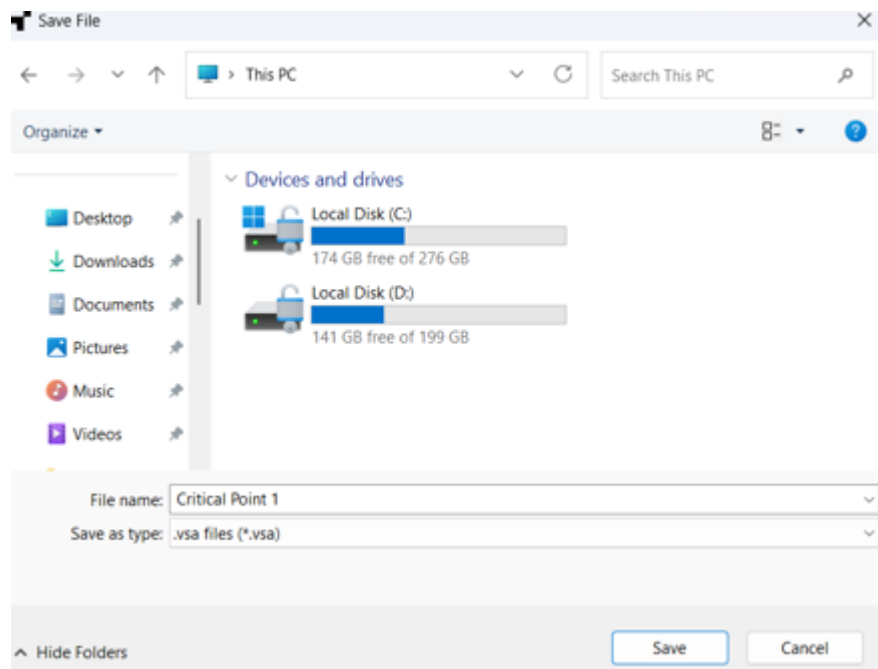 Save File
This PC
Search This PC
Organize
Devices and drives
Desktop
Downloads
Documents
Pictures
Music
Videos
Local Disk (C:)
174 GB free of 276 GB
Local Disk (D:)
141 GB free of 199 GB
File name: Critical Point 1
Save as type: .vsa files (*.vsa)
Hide Folders
Save
Cancel